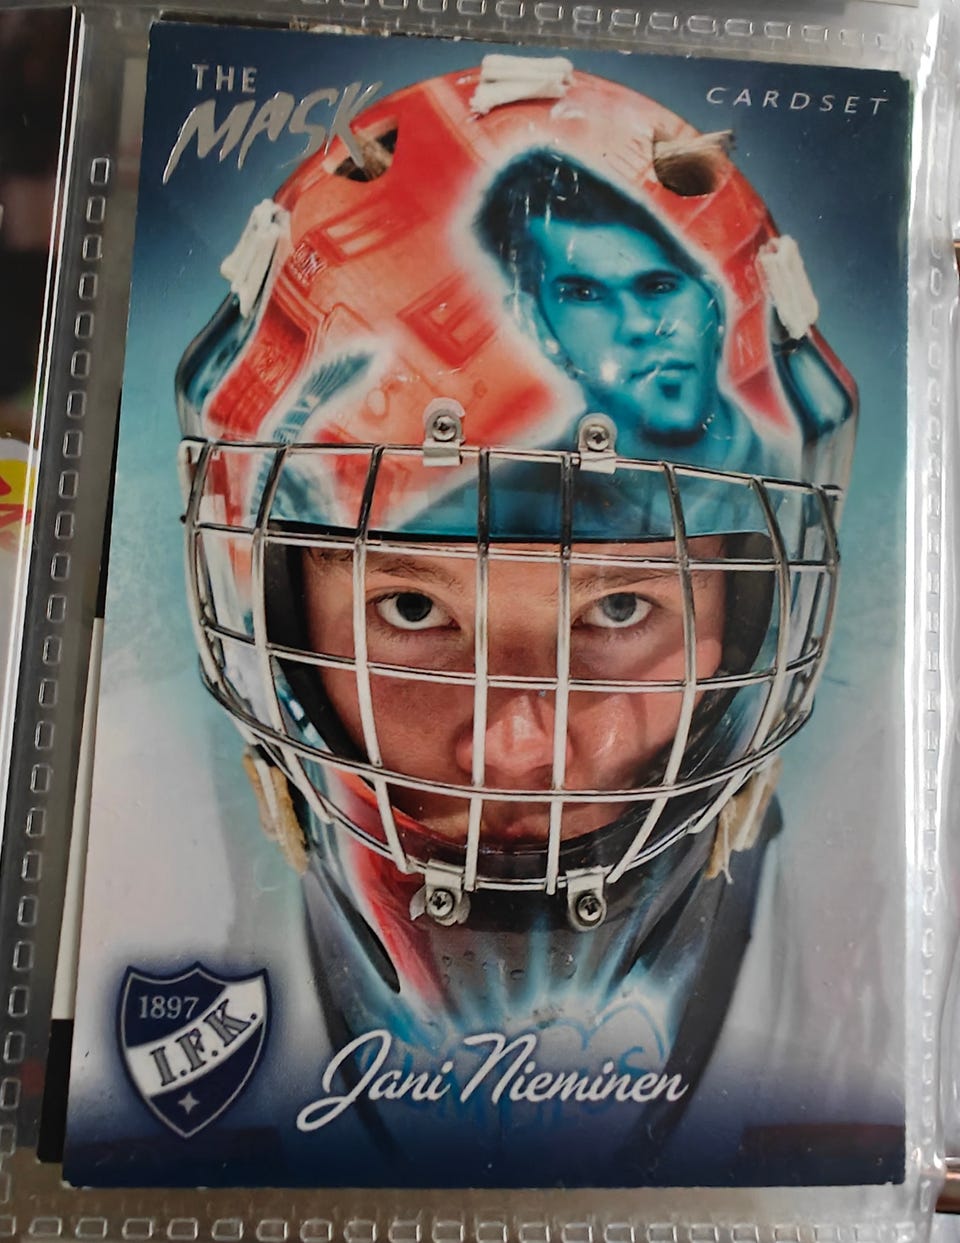 THE
MASK
CARDSET
1897
I.F.K.
Jani Nieminen